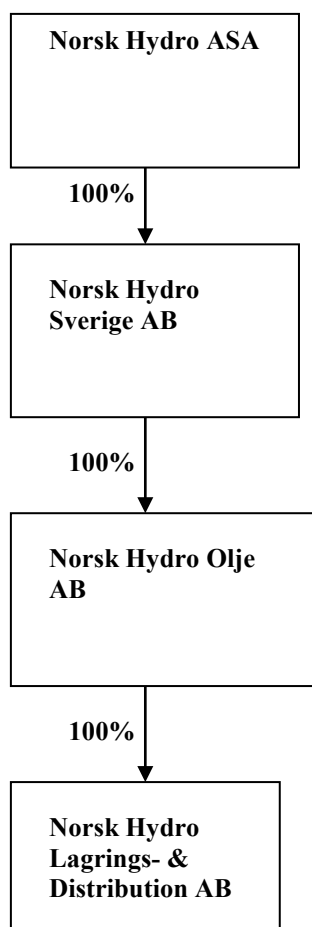 Norsk Hydro ASA
100%
Norsk Hydro
Sverige AB
100%
Norsk Hydro Olje
AB
100%
Norsk Hydro
Lagrings- &
Distribution AB